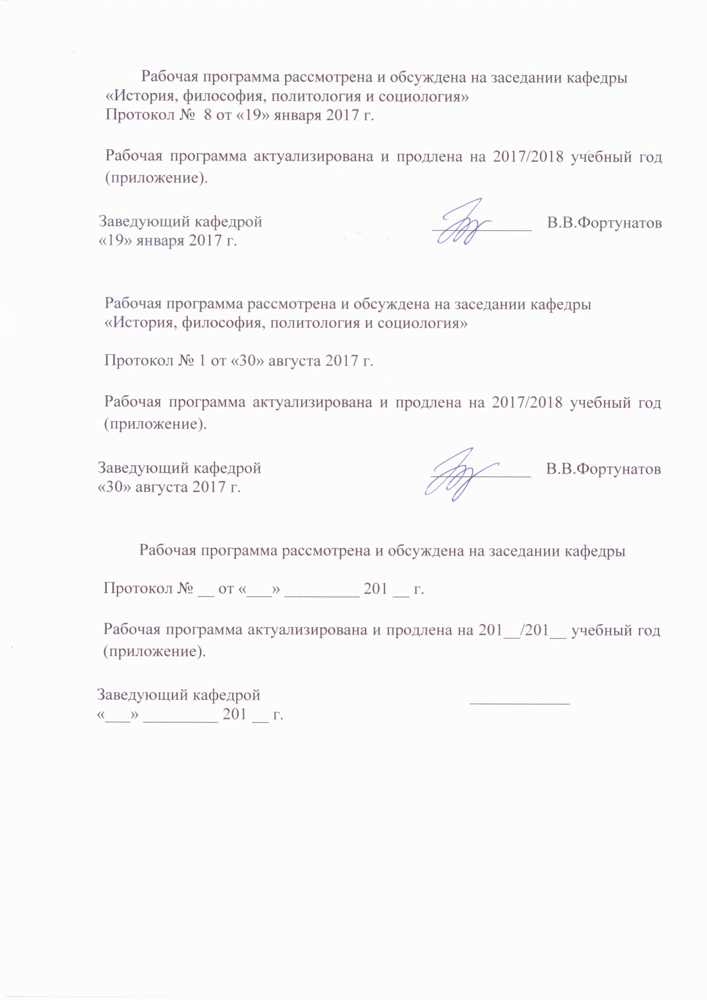 Рабочая программа рассмотрена и обсуждена на заседании кафедры
«История, философия, политология и социология»
Протокол № 8 от «19» января 2017 г.
Рабочая программа актуализирована и продлена на 2017/2018 учебный год
(приложение).
Заведующий кафедрой ____________ В.В.Фортунатов
«19» января 2017 г.
Рабочая программа рассмотрена и обсуждена на заседании кафедры
«История, философия, политология и социология»
Протокол № 1 от «30» августа 2017 г.
Рабочая программа актуализирована и продлена на 2017/2018 учебный год
(приложение).
Заведующий кафедрой ____________ В.В.Фортунатов
«30» августа 2017 г.
Рабочая программа рассмотрена и обсуждена на заседании кафедры
Протокол № __ от «___» _________ 201 __ г.
Рабочая программа актуализирована и продлена на 201__/201__ учебный год
(приложение).
Заведующий кафедрой ____________
«___» _________ 201 __ г.